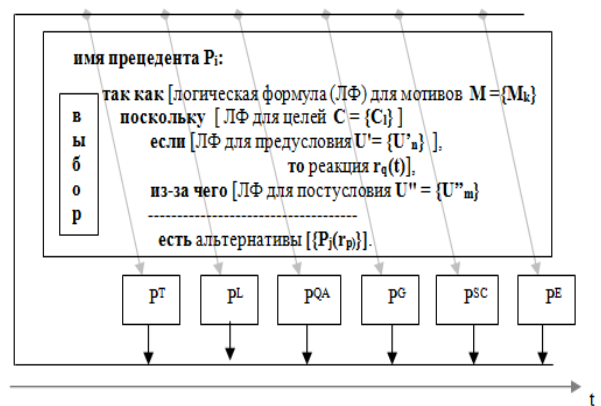 имя прецедента Pi:
так как [логическая формула (ЛФ) для мотивов M ={Mk}
поскольку [ ЛФ для целей C = {Cl} ]
если [ЛФ для предусловия U'= {U’n} ],
то реакция rq(t)],
из-за чего [ЛФ для постусловия U" = {U”m}
------------------------------------
есть альтернативы [{Pj(rp)}].
в
ы
б
о
р
PT PL PQA PG PSC PE
t